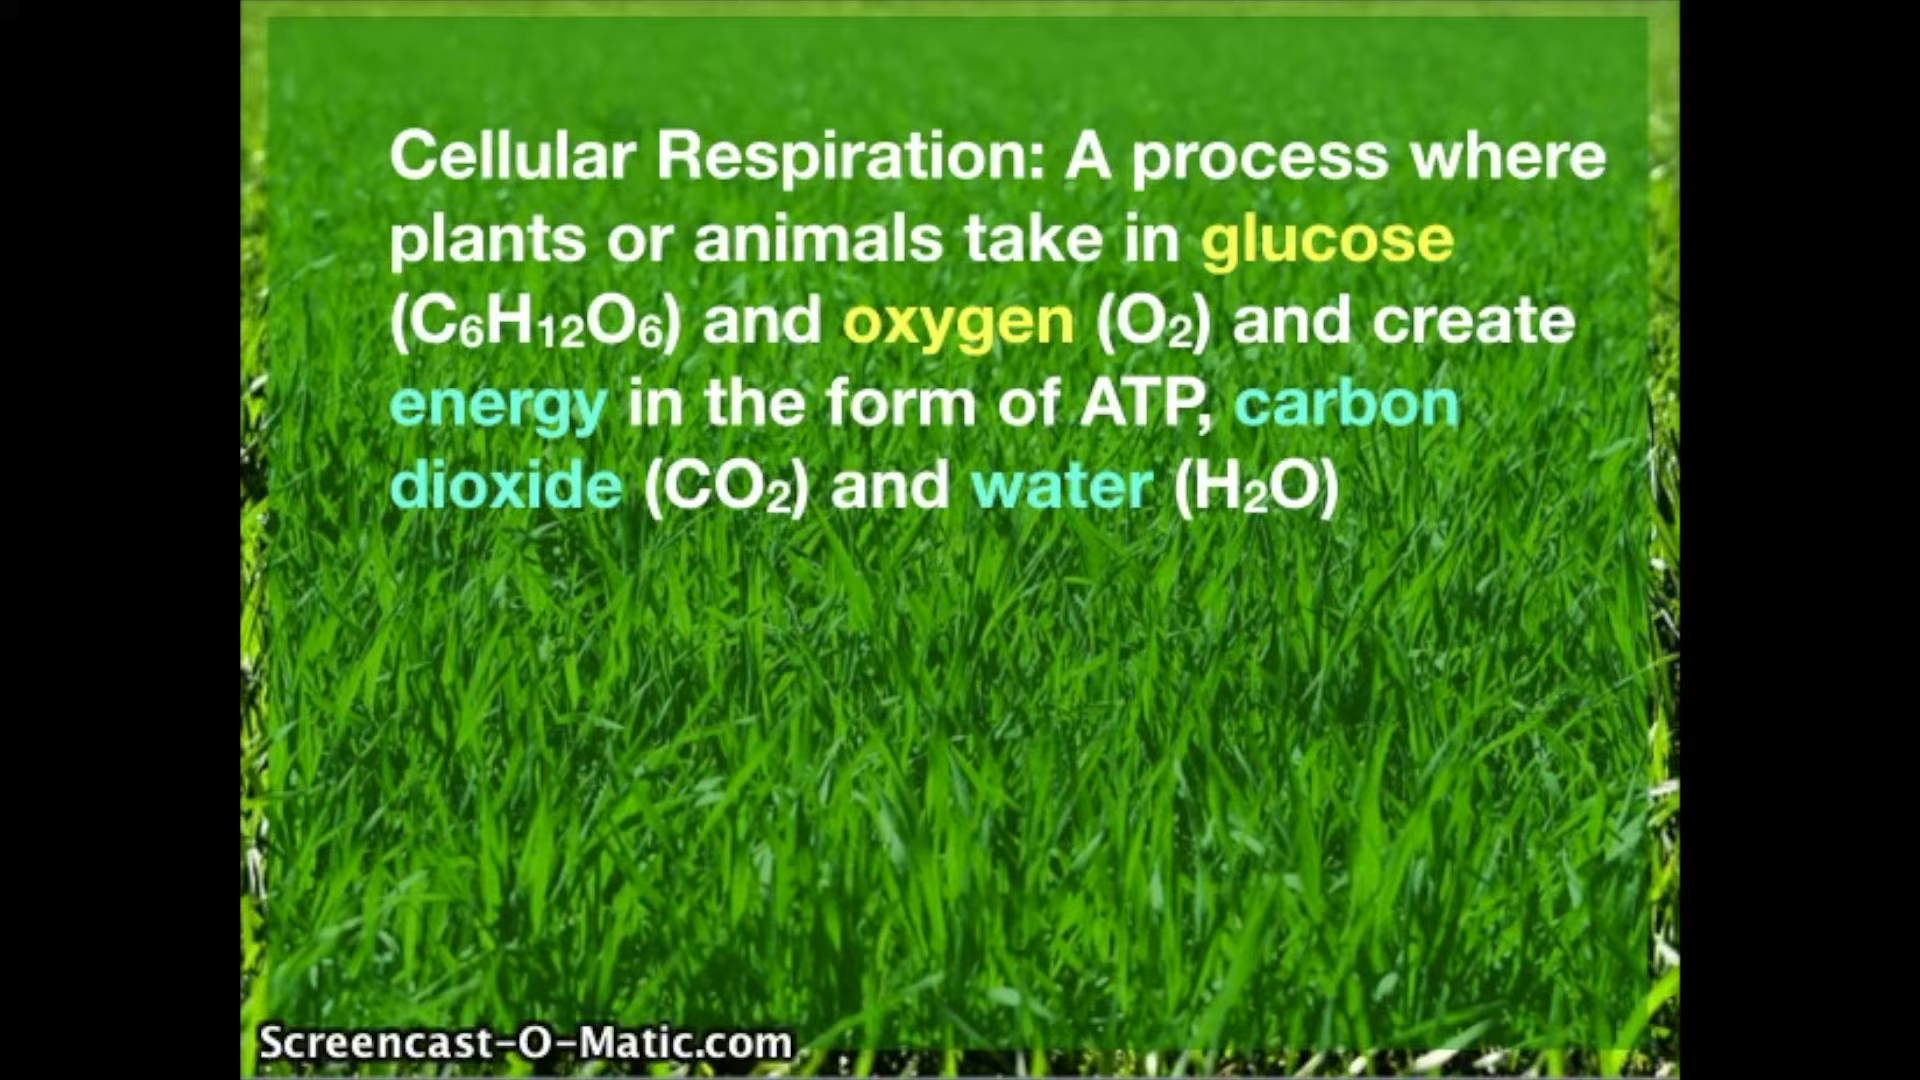 Cellular Respiration: A process where
plants or animals take in glucose
(C₆H₁₂O₆) and oxygen (O₂) and create
energy in the form of ATP, carbon
dioxide (CO₂) and water (H₂O)
Screencast-O-Matic.com